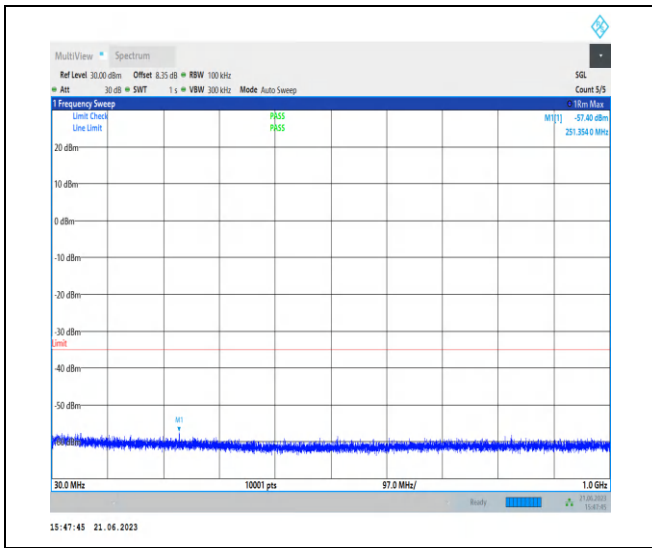 MultiView Spectrum
Ref Level 30.00 dBm Offset 8.35 dB RBW 100 kHz SGL
Att 30 dB SWT 1 s VBW 300 kHz Mode Auto Sweep Count 5/5
1 Frequency Sweep 1Rm Max
Limit Check PASS M1[1] -57.40 dBm
Line Limit PASS 251.354 0 MHz
20 dBm
10 dBm
0 dBm
-10 dBm
-20 dBm
-30 dBm
Limit
-40 dBm
-50 dBm
M1
30.0 MHz 10001 pts 97.0 MHz/ 1.0 GHz
Ready 21.06.2023
15:47:45
15:47:45 21.06.2023